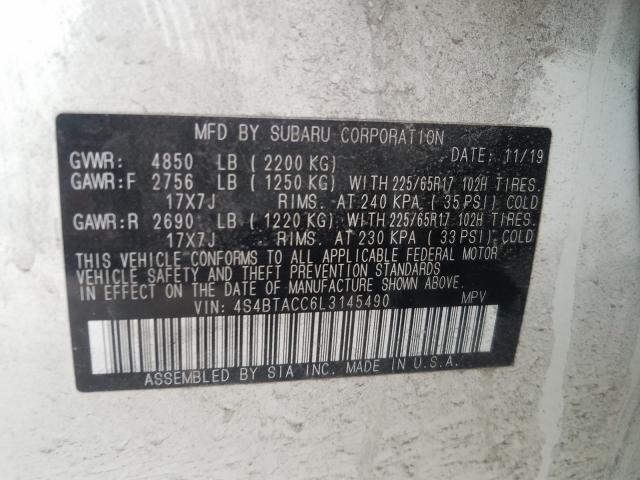 MFD BY SUBARU CORPORATION
GVWR: 4850 LB ( 2200 KG) DATE: 11/19
GAWR:F 2756 LB ( 1250 KG) WITH 225/65R17 102H TIRES.
17X7J RIMS. AT 240 KPA ( 35 PSI) COLD
GAWR:R 2690 LB ( 1220 KG) WITH 225/65R17 102H TIRES.
17X7J RIMS. AT 230 KPA ( 33 PSI) COLD
THIS VEHICLE CONFORMS TO ALL APPLICABLE FEDERAL MOTOR
VEHICLE SAFETY AND THEFT PREVENTION STANDARDS
IN EFFECT ON THE DATE OF MANUFACTURE SHOWN ABOVE.
VIN: 4S4BTACC6L3145490 MPV
ASSEMBLED BY SIA INC. MADE IN U.S.A.